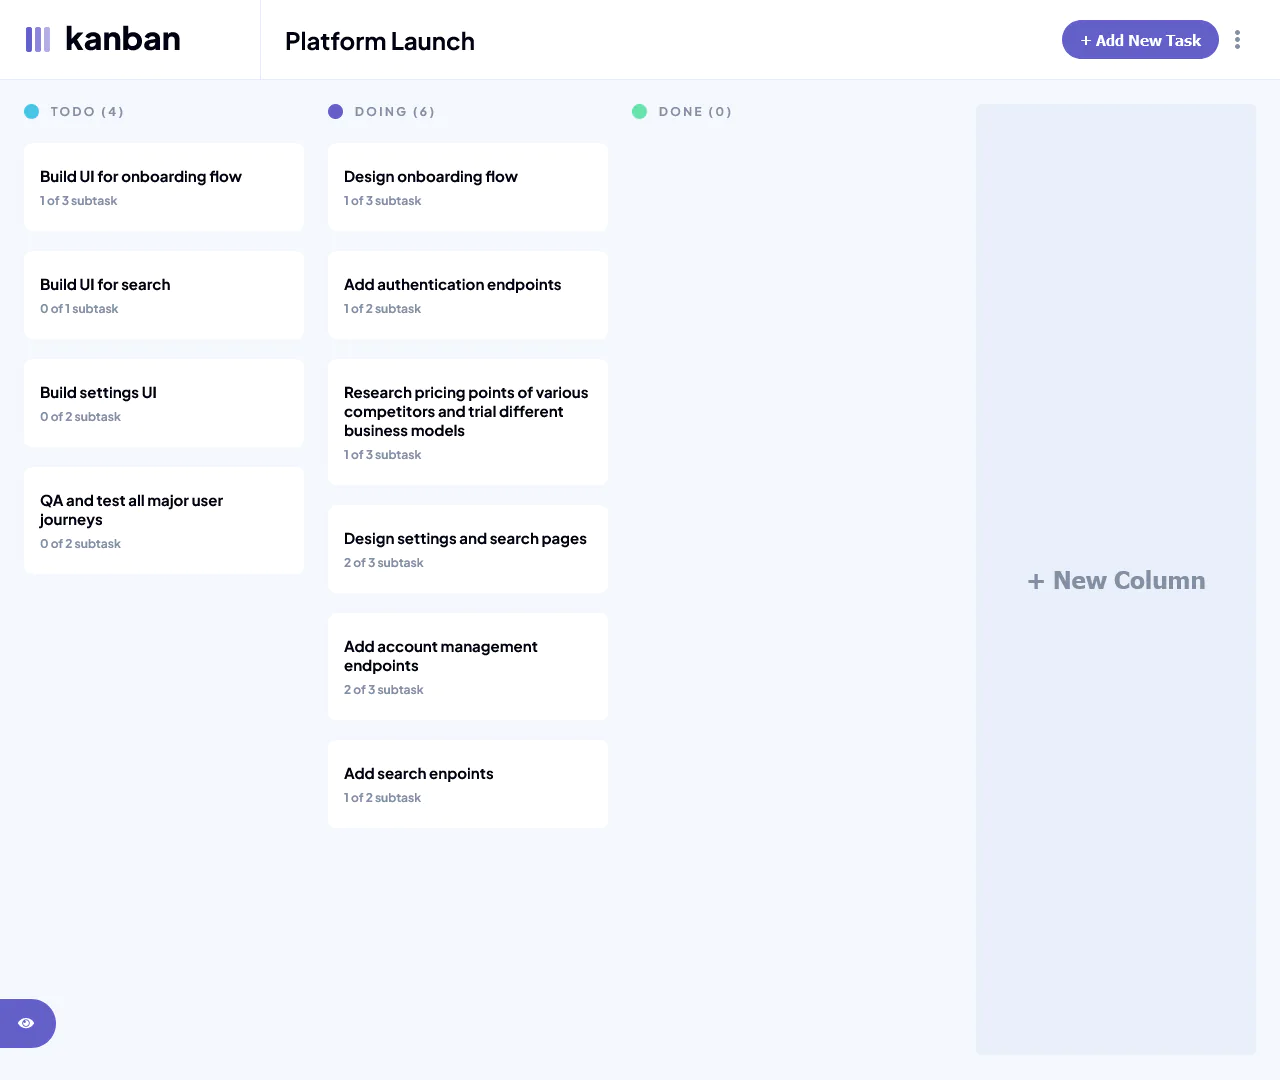 kanban
Platform Launch
+ Add New Task
TODO (4)
Build UI for onboarding flow
1 of 3 subtask
Build UI for search
0 of 1 subtask
Build settings UI
0 of 2 subtask
QA and test all major user
journeys
0 of 2 subtask
DOING (6)
Design onboarding flow
1 of 3 subtask
Add authentication endpoints
1 of 2 subtask
Research pricing points of various
competitors and trial different
business models
1 of 3 subtask
Design settings and search pages
2 of 3 subtask
Add account management
endpoints
2 of 3 subtask
Add search enpoints
1 of 2 subtask
DONE (0)
+ New Column